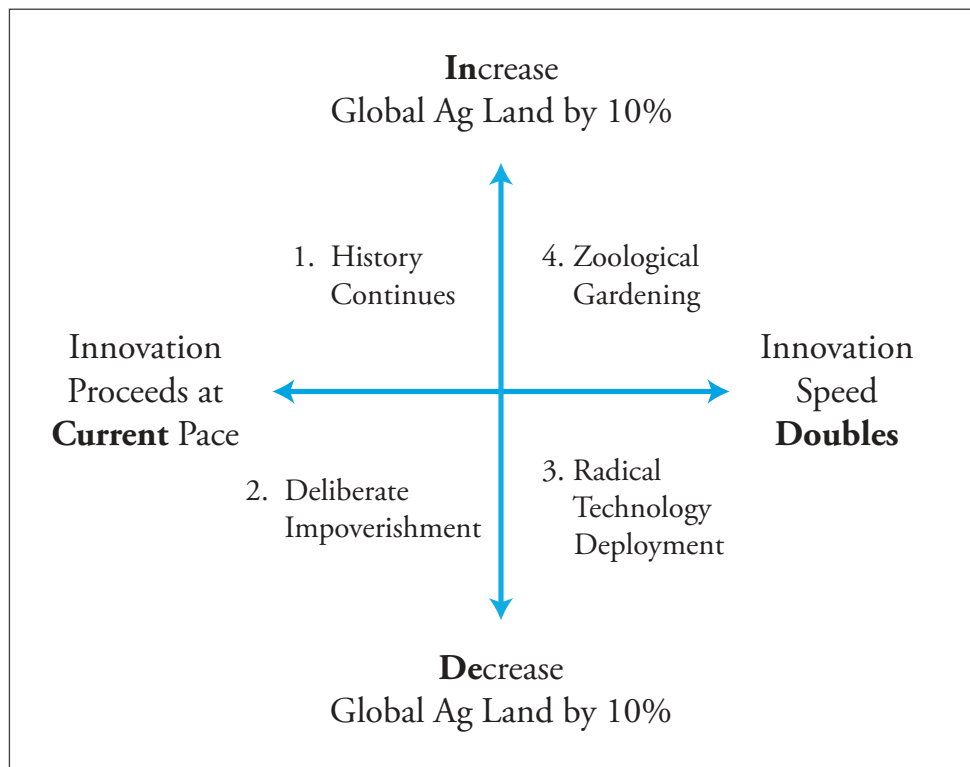 Increase
Global Ag Land by 10%
1. History
Continues
4. Zoological
Gardening
Innovation
Proceeds at
Current Pace
Innovation
Speed
Doubles
2. Deliberate
Impoverishment
3. Radical
Technology
Deployment
Decrease
Global Ag Land by 10%